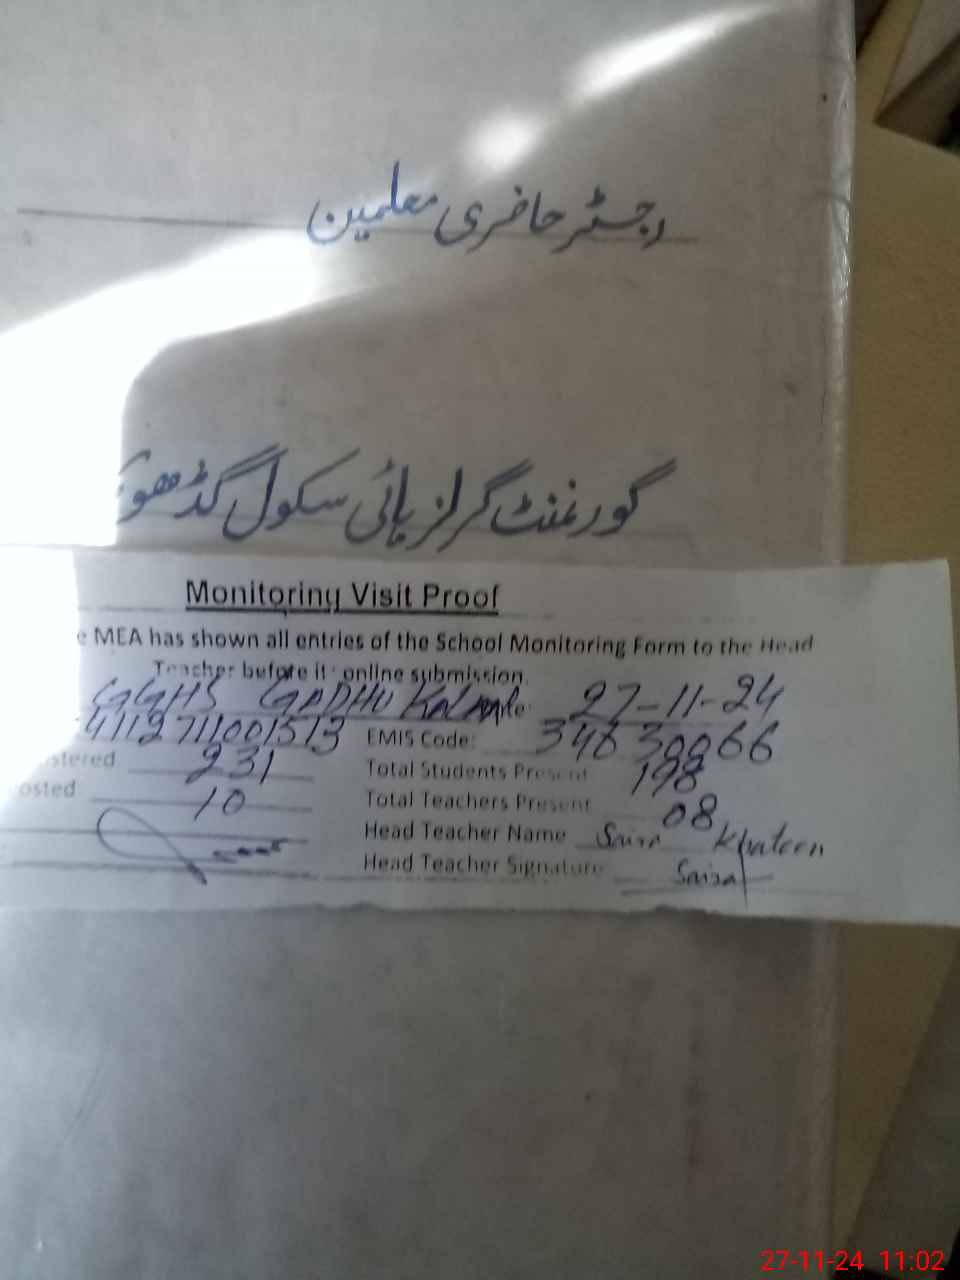 رجسٹر حاضری معلمین
گورنمنٹ گرلز ہائی سکول گڈھو
Monitoring Visit Proof
e MEA has shown all entries of the School Monitoring Form to the Head
Teacher before it online submission.
GGHS GADHU Kalan 27-11-24
4112711001513 EMIS Code: 34830066
stered 231 Total Students Present 198
osted 10 Total Teachers Present 08
Head Teacher Name Saira
Head Teacher Signature Saira
27-11-24 11:02